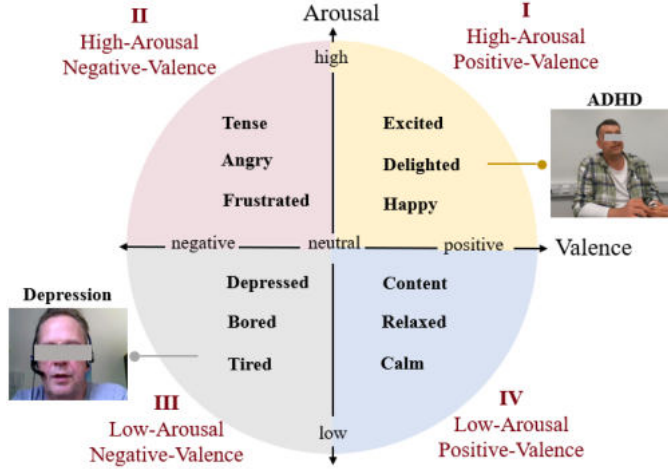 II
High-Arousal
Negative-Valence
Arousal
I
High-Arousal
Positive-Valence
high
ADHD
Tense
Angry
Frustrated
Excited
Delighted
Happy
negative
neutral
positive
Valence
Depression
Depressed
Bored
Tired
Content
Relaxed
Calm
III
Low-Arousal
Negative-Valence
low
IV
Low-Arousal
Positive-Valence